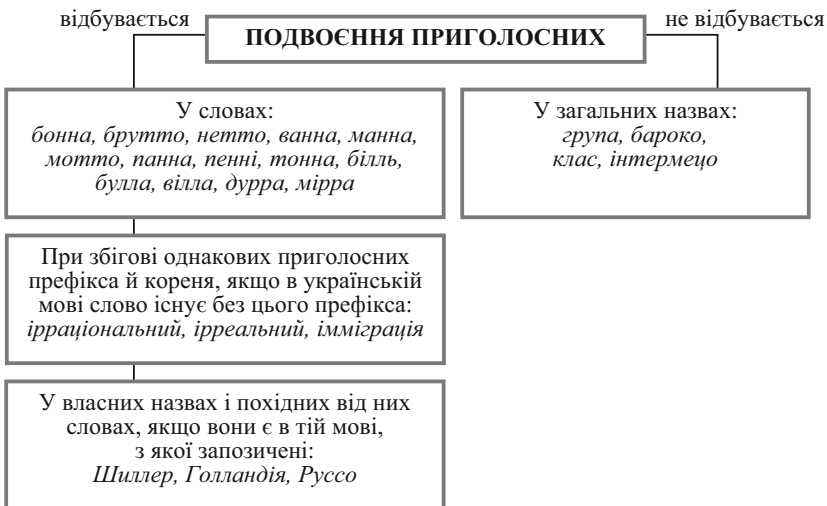 відбувається
ПОДВОЄННЯ ПРИГОЛОСНИХ
не відбувається
У словах:
бонна, брутто, нетто, ванна, манна,
мотто, панна, пенні, тонна, білль,
булла, вілла, дурра, мірра
У загальних назвах:
група, бароко,
клас, інтермецо
При збігові однакових приголосних
префікса й кореня, якщо в українській
мові слово існує без цього префікса:
ірраціональний, ірреальний, імміграція
У власних назвах і похідних від них
словах, якщо вони є в тій мові,
з якої запозичені:
Шиллер, Голландія, Руссо